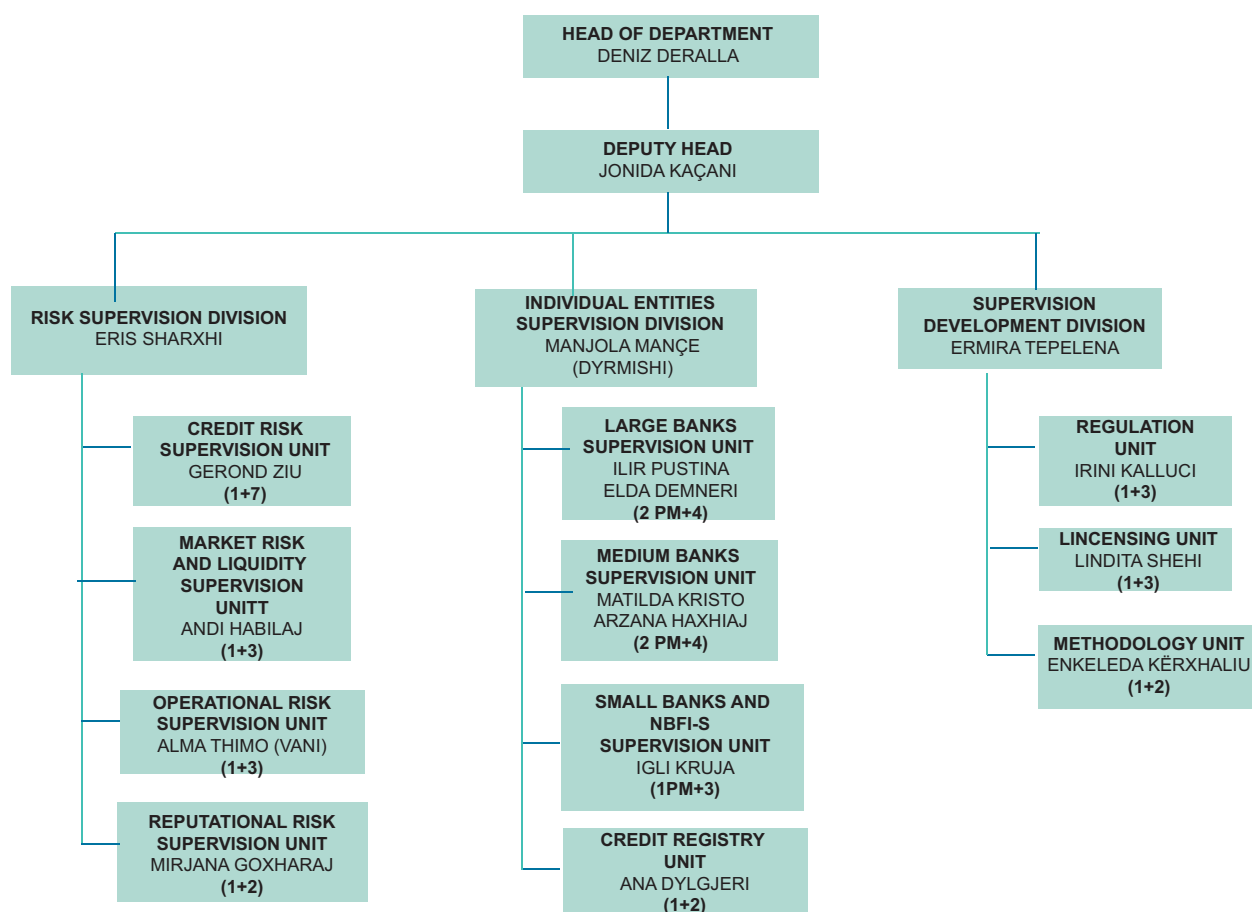 HEAD OF DEPARTMENT
DENIZ DERALLA
DEPUTY HEAD
JONIDA KAÇANI
RISK SUPERVISION DIVISION
ERIS SHARXHI
CREDIT RISK
SUPERVISION UNIT
GEROND ZIU
(1+7)
MARKET RISK
AND LIQUIDITY
SUPERVISION
UNITT
ANDI HABILAJ
(1+3)
OPERATIONAL RISK
SUPERVISION UNIT
ALMA THIMO (VANI)
(1+3)
REPUTATIONAL RISK
SUPERVISION UNIT
MIRJANA GOXHARAJ
(1+2)
INDIVIDUAL ENTITIES
SUPERVISION DIVISION
MANJOLA MANÇE
(DYRMISHI)
LARGE BANKS
SUPERVISION UNIT
ILIR PUSTINA
ELDA DEMNERI
(2 PM+4)
MEDIUM BANKS
SUPERVISION UNIT
MATILDA KRISTO
ARZANA HAXHIAJ
(2 PM+4)
SMALL BANKS AND
NBFI-S
SUPERVISION UNIT
IGLI KRUJA
(1PM+3)
CREDIT REGISTRY
UNIT
ANA DYLGJERI
(1+2)
SUPERVISION
DEVELOPMENT DIVISION
ERMIRA TEPELENA
REGULATION
UNIT
IRINI KALLUCI
(1+3)
LINCENSING UNIT
LINDITA SHEHI
(1+3)
METHODOLOGY UNIT
ENKELEDA KËRXHALIU
(1+2)